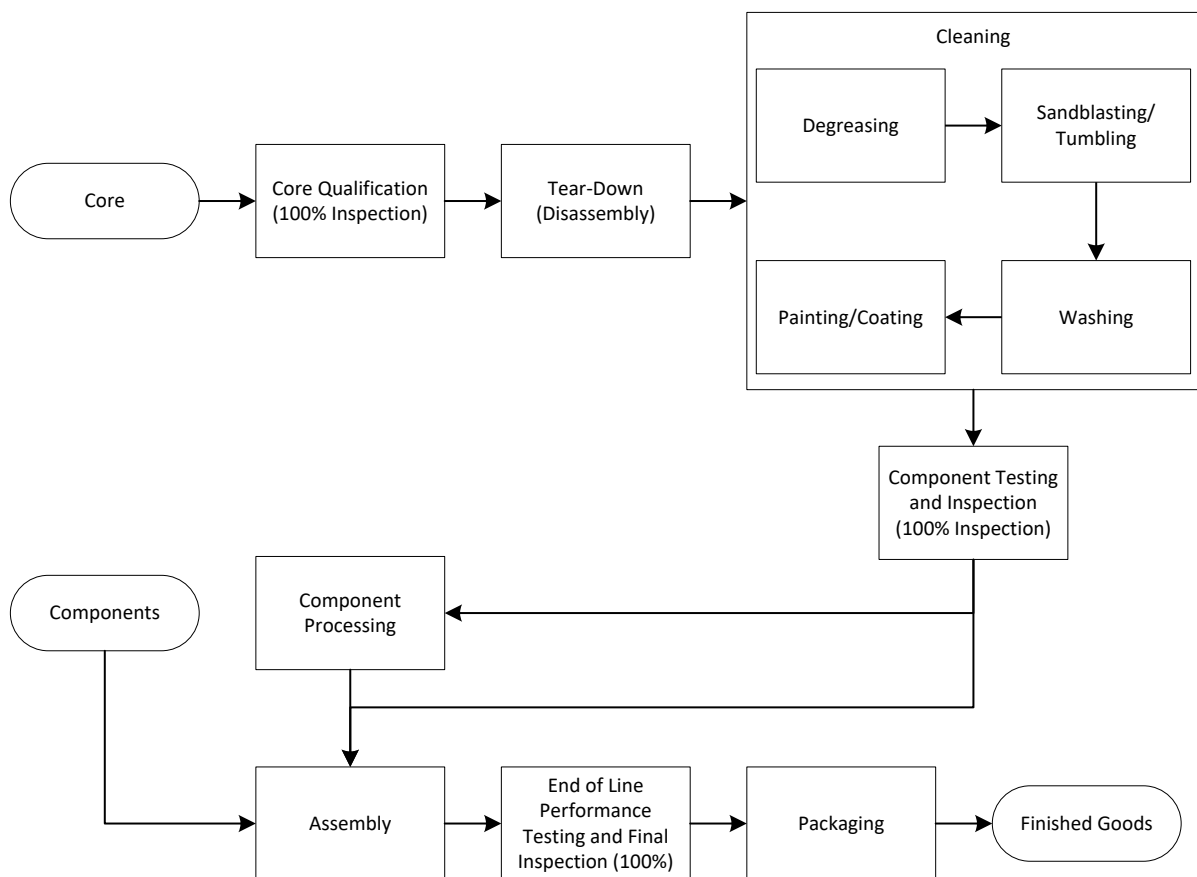 Cleaning
Degreasing
Sandblasting/
Tumbling
Core
Core Qualification
(100% Inspection)
Tear-Down
(Disassembly)
Painting/Coating
Washing
Component Testing
and Inspection
(100% Inspection)
Components
Component
Processing
Assembly
End of Line
Performance
Testing and Final
Inspection (100%)
Packaging
Finished Goods